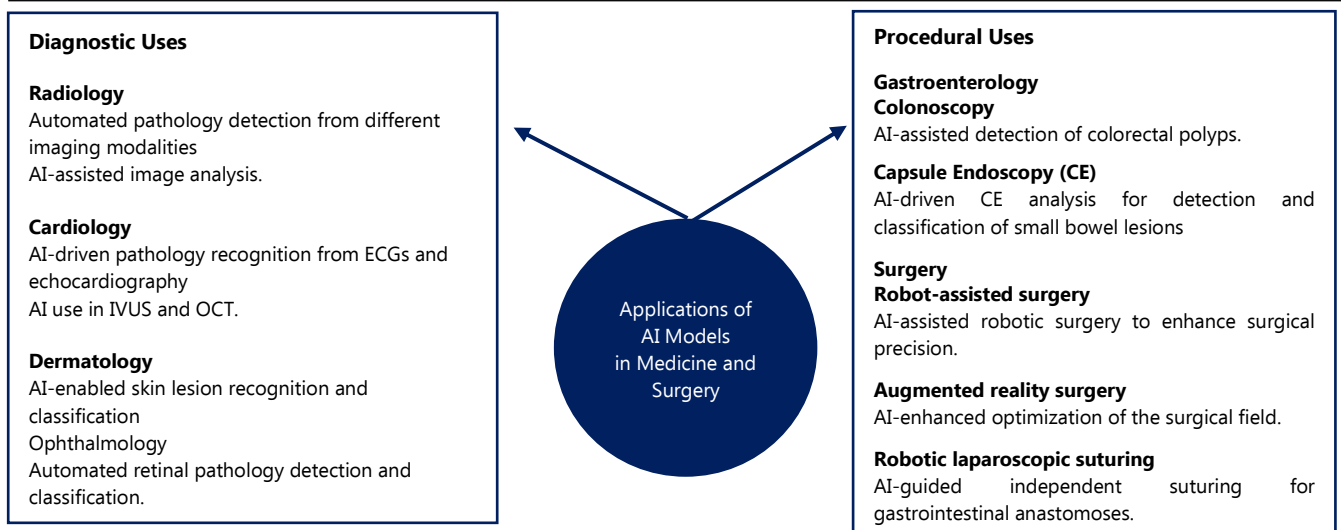 Diagnostic Uses
Radiology
Automated pathology detection from different
imaging modalities
AI-assisted image analysis.
Cardiology
AI-driven pathology recognition from ECGs and
echocardiography
AI use in IVUS and OCT.
Dermatology
AI-enabled skin lesion recognition and
classification
Ophthalmology
Automated retinal pathology detection and
classification.
Applications of
AI Models
in Medicine and
Surgery
Procedural Uses
Gastroenterology
Colonoscopy
AI-assisted detection of colorectal polyps.
Capsule Endoscopy (CE)
AI-driven CE analysis for detection and
classification of small bowel lesions
Surgery
Robot-assisted surgery
AI-assisted robotic surgery to enhance surgical
precision.
Augmented reality surgery
AI-enhanced optimization of the surgical field.
Robotic laparoscopic suturing
AI-guided independent suturing for
gastrointestinal anastomoses.